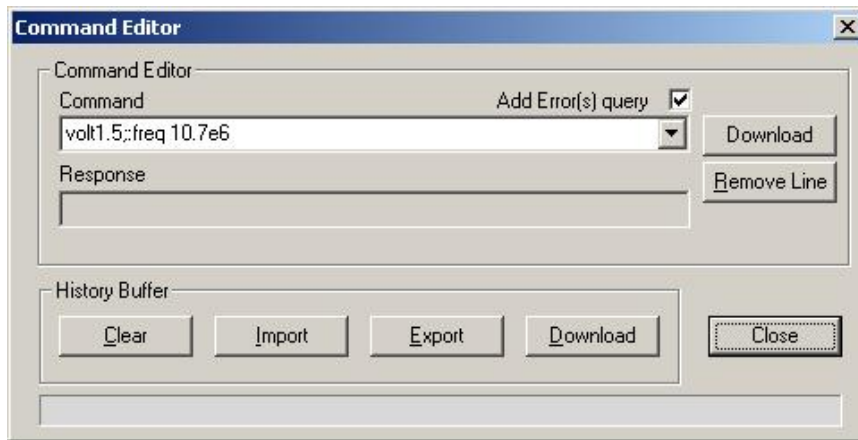 Command Editor
Command Editor
Command
Add Error(s) query
volt1.5;:freq 10.7e6
Download
Response
Remove Line
History Buffer
Clear
Import
Export
Download
Close